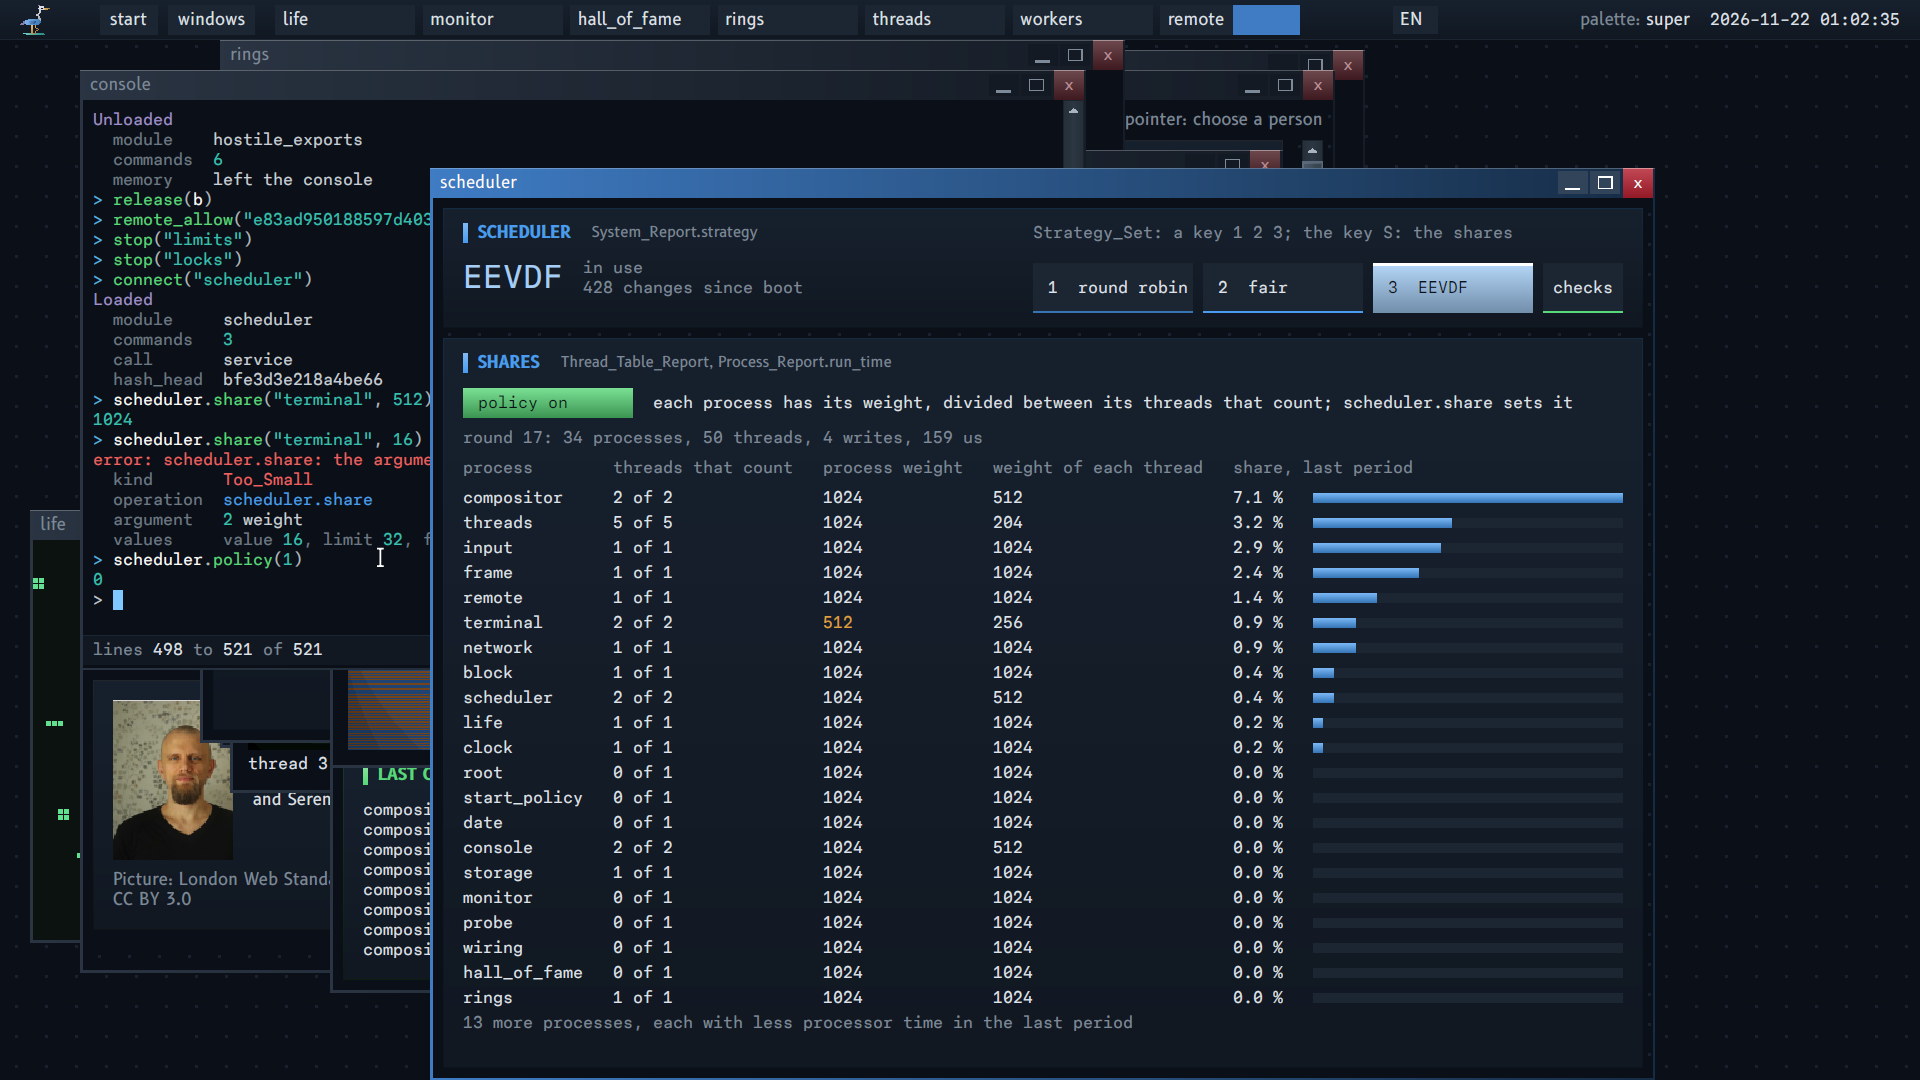 start windows life monitor hall_of_fame rings threads workers remote EN palette: super 2026-11-22 01:02:35
rings x
x
console x
x
pointer: choose a person
x
Unloaded
module hostile_exports
commands 6
memory left the console
> release(b)
> remote_allow("e83ad950188597d403
> stop("limits")
> stop("locks")
> connect("scheduler")
Loaded
module scheduler
commands 3
call service
hash_head bfe3d3e218a4be66
> scheduler.share("terminal", 512)
1024
> scheduler.share("terminal", 16)
error: scheduler.share: the argume
kind Too_Small
operation scheduler.share
argument 2 weight
values value 16, limit 32, f
> scheduler.policy(1)
0
>
lines 498 to 521 of 521
life
thread 3
and Seren
Picture: London Web Standa
CC BY 3.0
LAST C
composi
composi
composi
composi
composi
composi
composi
composi
scheduler x
SCHEDULER System_Report.strategy
Strategy_Set: a key 1 2 3; the key S: the shares
EEVDF in use
428 changes since boot
1 round robin 2 fair 3 EEVDF checks
SHARES Thread_Table_Report, Process_Report.run_time
policy on each process has its weight, divided between its threads that count; scheduler.share sets it
round 17: 34 processes, 50 threads, 4 writes, 159 us
process threads that count process weight weight of each thread share, last period
compositor 2 of 2 1024 512 7.1 %
threads 5 of 5 1024 204 3.2 %
input 1 of 1 1024 1024 2.9 %
frame 1 of 1 1024 1024 2.4 %
remote 1 of 1 1024 1024 1.4 %
terminal 2 of 2 512 256 0.9 %
network 1 of 1 1024 1024 0.9 %
block 1 of 1 1024 1024 0.4 %
scheduler 2 of 2 1024 512 0.4 %
life 1 of 1 1024 1024 0.2 %
clock 1 of 1 1024 1024 0.2 %
root 0 of 1 1024 1024 0.0 %
start_policy 0 of 1 1024 1024 0.0 %
date 0 of 1 1024 1024 0.0 %
console 2 of 2 1024 512 0.0 %
storage 1 of 1 1024 1024 0.0 %
monitor 0 of 1 1024 1024 0.0 %
probe 0 of 1 1024 1024 0.0 %
wiring 0 of 1 1024 1024 0.0 %
hall_of_fame 0 of 1 1024 1024 0.0 %
rings 1 of 1 1024 1024 0.0 %
13 more processes, each with less processor time in the last period